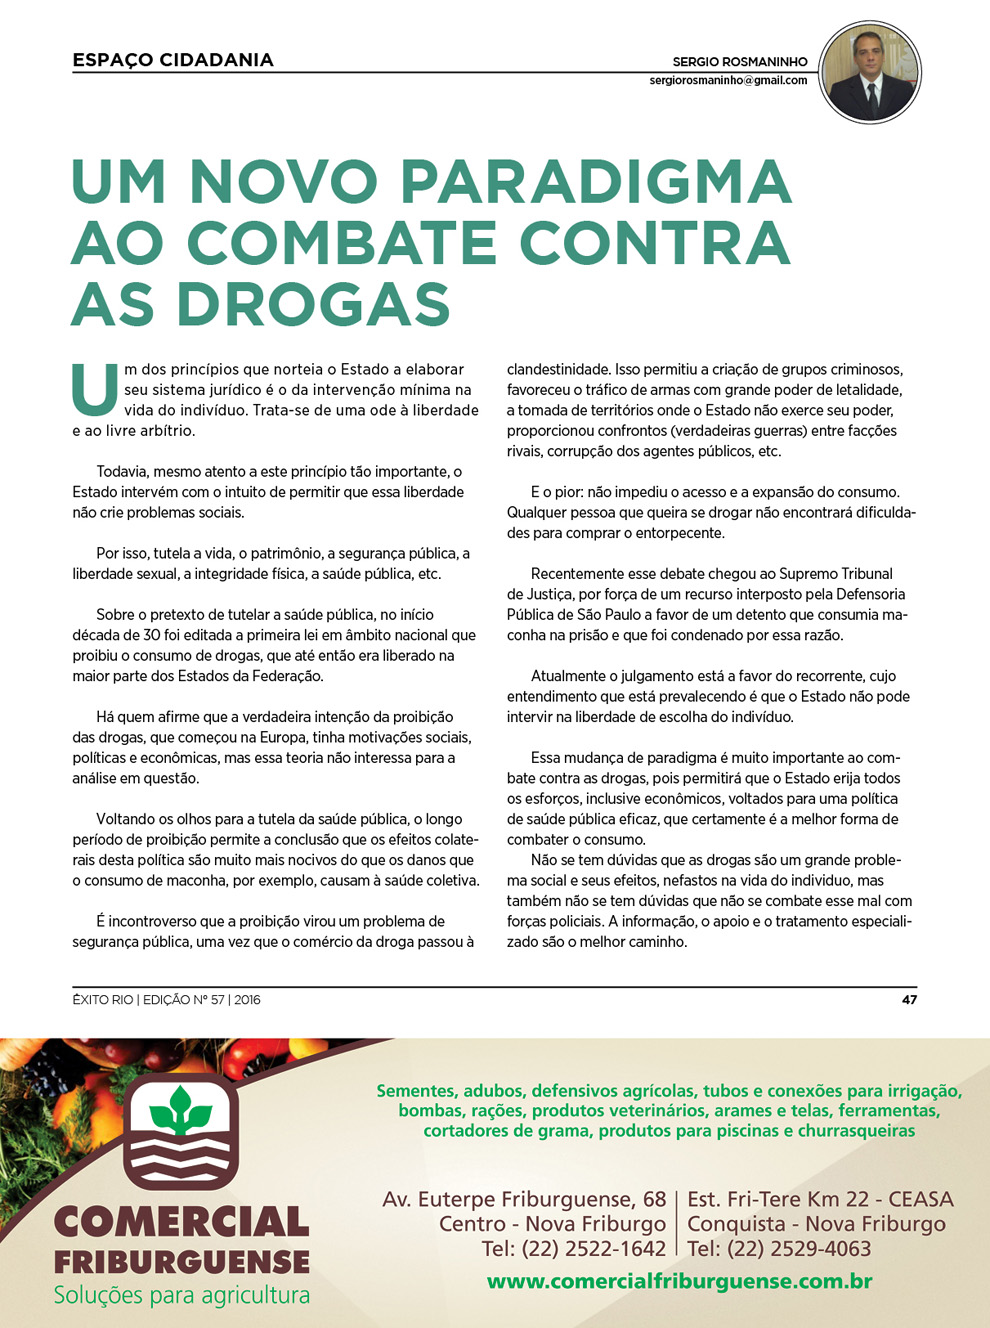 ESPAÇO CIDADANIA
SERGIO ROSMANINHO
sergiorosmaninho@gmail.com
UM NOVO PARADIGMA
AO COMBATE CONTRA
AS DROGAS
Um dos princípios que norteia o Estado a elaborar
seu sistema jurídico é o da intervenção mínima na
vida do indivíduo. Trata-se de uma ode à liberdade
e ao livre arbítrio.
Todavia, mesmo atento a este princípio tão importante, o
Estado intervém com o intuito de permitir que essa liberdade
não crie problemas sociais.
Por isso, tutela a vida, o patrimônio, a segurança pública, a
liberdade sexual, a integridade física, a saúde pública, etc.
Sobre o pretexto de tutelar a saúde pública, no início
década de 30 foi editada a primeira lei em âmbito nacional que
proibiu o consumo de drogas, que até então era liberado na
maior parte dos Estados da Federação.
Há quem afirme que a verdadeira intenção da proibição
das drogas, que começou na Europa, tinha motivações sociais,
políticas e econômicas, mas essa teoria não interessa para a
análise em questão.
Voltando os olhos para a tutela da saúde pública, o longo
período de proibição permite a conclusão que os efeitos colate-
rais desta política são muito mais nocivos do que os danos que
o consumo de maconha, por exemplo, causam à saúde coletiva.
É incontroverso que a proibição virou um problema de
segurança pública, uma vez que o comércio da droga passou à
clandestinidade. Isso permitiu a criação de grupos criminosos,
favoreceu o tráfico de armas com grande poder de letalidade,
a tomada de territórios onde o Estado não exerce seu poder,
proporcionou confrontos (verdadeiras guerras) entre facções
rivais, corrupção dos agentes públicos, etc.
E o pior: não impediu o acesso e a expansão do consumo.
Qualquer pessoa que queira se drogar não encontrará dificulda-
des para comprar o entorpecente.
Recentemente esse debate chegou ao Supremo Tribunal
de Justiça, por força de um recurso interposto pela Defensoria
Pública de São Paulo a favor de um detento que consumia ma-
conha na prisão e que foi condenado por essa razão.
Atualmente o julgamento está a favor do recorrente, cujo
entendimento que está prevalecendo é que o Estado não pode
intervir na liberdade de escolha do indivíduo.
Essa mudança de paradigma é muito importante ao com-
bate contra as drogas, pois permitirá que o Estado erija todos
os esforços, inclusive econômicos, voltados para uma política
de saúde pública eficaz, que certamente é a melhor forma de
combater o consumo.
Não se tem dúvidas que as drogas são um grande proble-
ma social e seus efeitos, nefastos na vida do individuo, mas
também não se tem dúvidas que não se combate esse mal com
forças policiais. A informação, o apoio e o tratamento especiali-
zado são o melhor caminho.
ÊXITO RIO | EDIÇÃO Nº 57 | 2016
47
Sementes, adubos, defensivos agrícolas, tubos e conexões para irrigação,
bombas, rações, produtos veterinários, arames e telas, ferramentas,
cortadores de grama, produtos para piscinas e churrasqueiras
COMERCIAL
FRIBURGUENSE
Soluções para agricultura
Av. Euterpe Friburguense, 68
Centro - Nova Friburgo
Tel: (22) 2522-1642
Est. Fri-Tere Km 22 - CEASA
Conquista - Nova Friburgo
Tel: (22) 2529-4063
www.comercialfriburguense.com.br